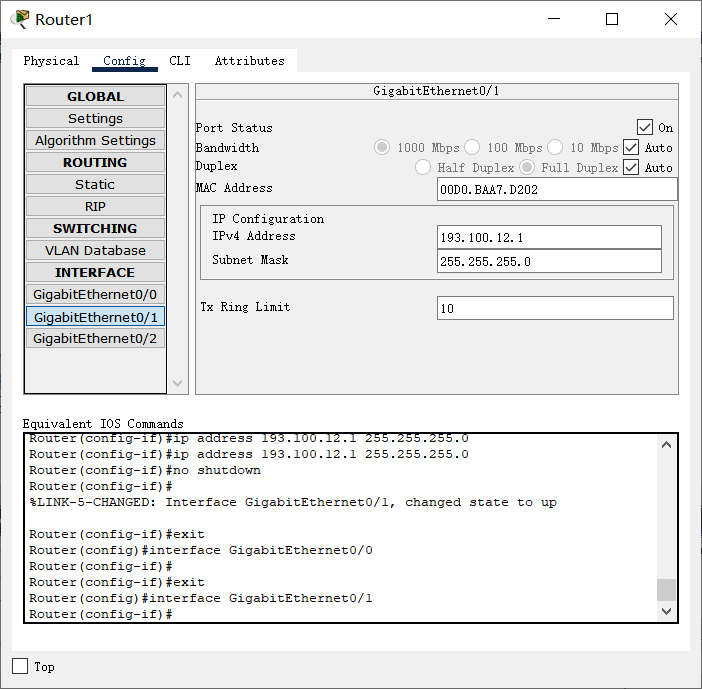 Router1
Physical Config CLI Attributes
GLOBAL
Settings
Algorithm Settings
ROUTING
Static
RIP
SWITCHING
VLAN Database
INTERFACE
GigabitEthernet0/0
GigabitEthernet0/1
GigabitEthernet0/2
GigabitEthernet0/1
Port Status On
Bandwidth 1000 Mbps 100 Mbps 10 Mbps Auto
Duplex Half Duplex Full Duplex Auto
MAC Address 00D0.BAA7.D202
IP Configuration
IPv4 Address 193.100.12.1
Subnet Mask 255.255.255.0
Tx Ring Limit 10
Equivalent IOS Commands
Router(config-if)#ip address 193.100.12.1 255.255.255.0
Router(config-if)#ip address 193.100.12.1 255.255.255.0
Router(config-if)#no shutdown
Router(config-if)#
%LINK-5-CHANGED: Interface GigabitEthernet0/1, changed state to up
Router(config-if)#exit
Router(config)#interface GigabitEthernet0/0
Router(config-if)#
Router(config-if)#exit
Router(config)#interface GigabitEthernet0/1
Router(config-if)#
Top